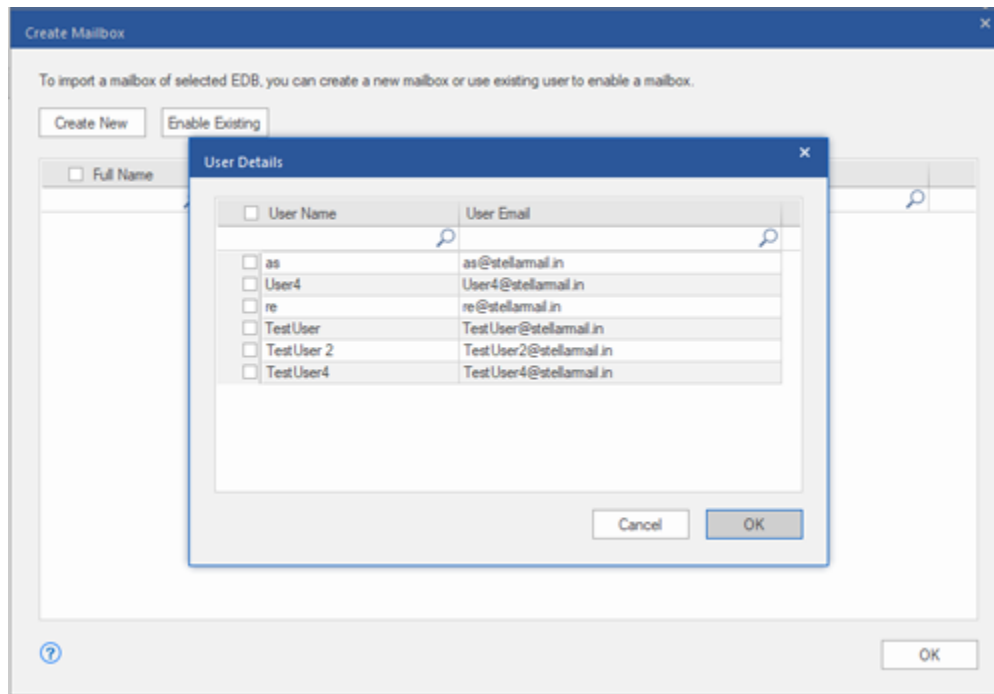 Create Mailbox
To import a mailbox of selected EDB, you can create a new mailbox or use existing user to enable a mailbox.
Create New Enable Existing
Full Name
User Details
User Name User Email
as as@stellarmail.in
User4 User4@stellarmail.in
re re@stellarmail.in
TestUser TestUser@stellarmail.in
TestUser 2 TestUser2@stellarmail.in
TestUser4 TestUser4@stellarmail.in
Cancel OK
? OK